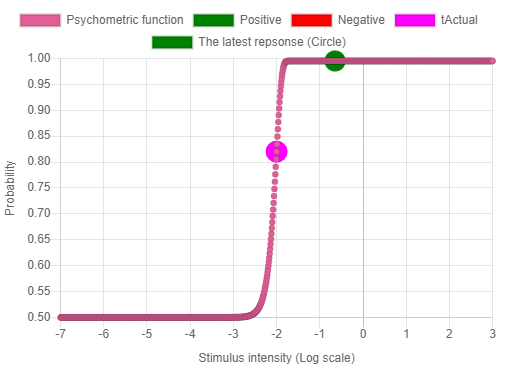 Psychometric function Positive Negative tActual
The latest repsonse (Circle)
1.00
0.95
0.90
0.85
0.80
0.75
0.70
0.65
0.60
0.55
0.50
Probability
-7 -6 -5 -4 -3 -2 -1 0 1 2 3
Stimulus intensity (Log scale)